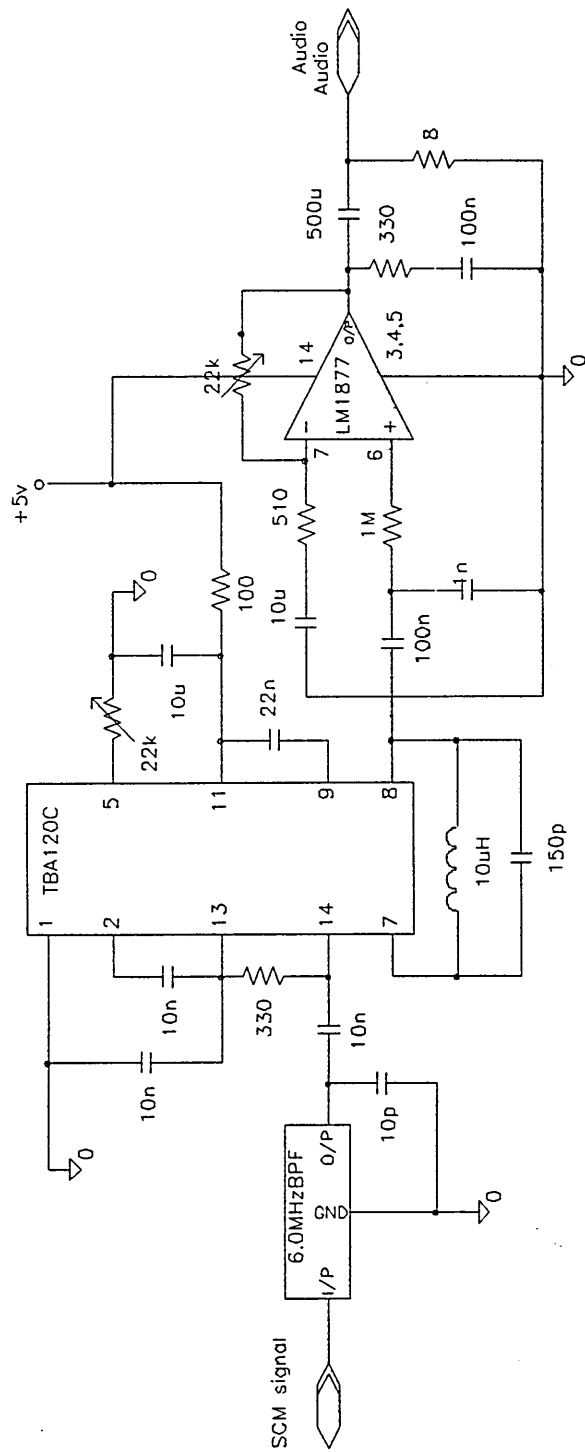 SCM signal
I/P
6.0MHzBPF
GND
O/P
0
10p
10n
0
10n
10n
330
TBA120C
1
2
13
14
7
5
11
9
8
22k
10u
0
22n
100
+5v
10uH
150p
100n
1n
10u
510
1M
22k
7
6
-
+
LM1877
14
O/P
3,4,5
0
500u
330
100n
8
Audio
Audio